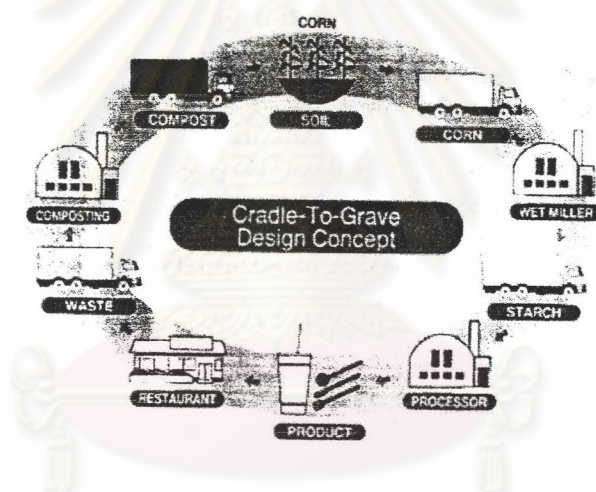 CORN
COMPOST
SOIL
CORN
COMPOSTING
Cradle-To-Grave
Design Concept
WET MILLER
WASTE
STARCH
RESTAURANT
PRODUCT
PROCESSOR